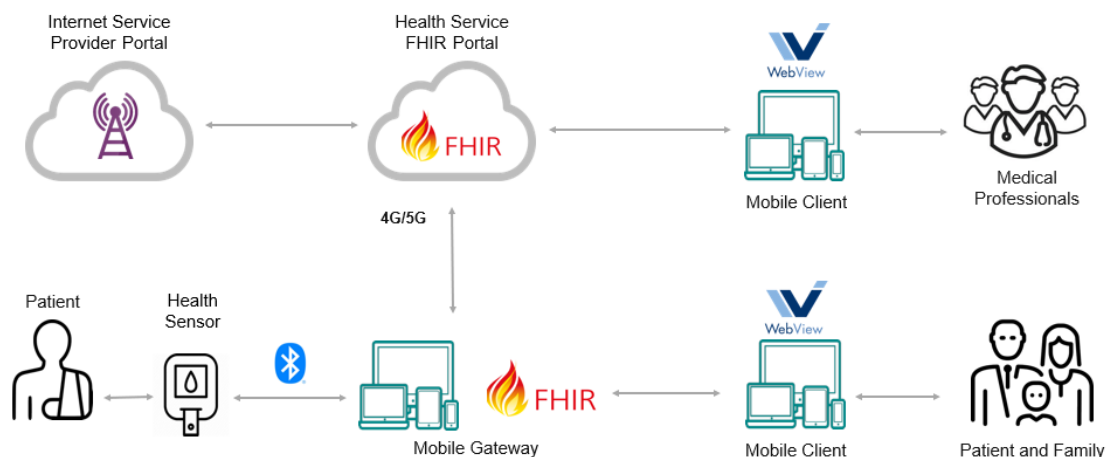 Internet Service
Provider Portal
Health Service
FHIR Portal
WebView
FHIR
Mobile Client
Medical
Professionals
4G/5G
Patient
Health
Sensor
WebView
FHIR
Mobile Gateway
Mobile Client
Patient and Family